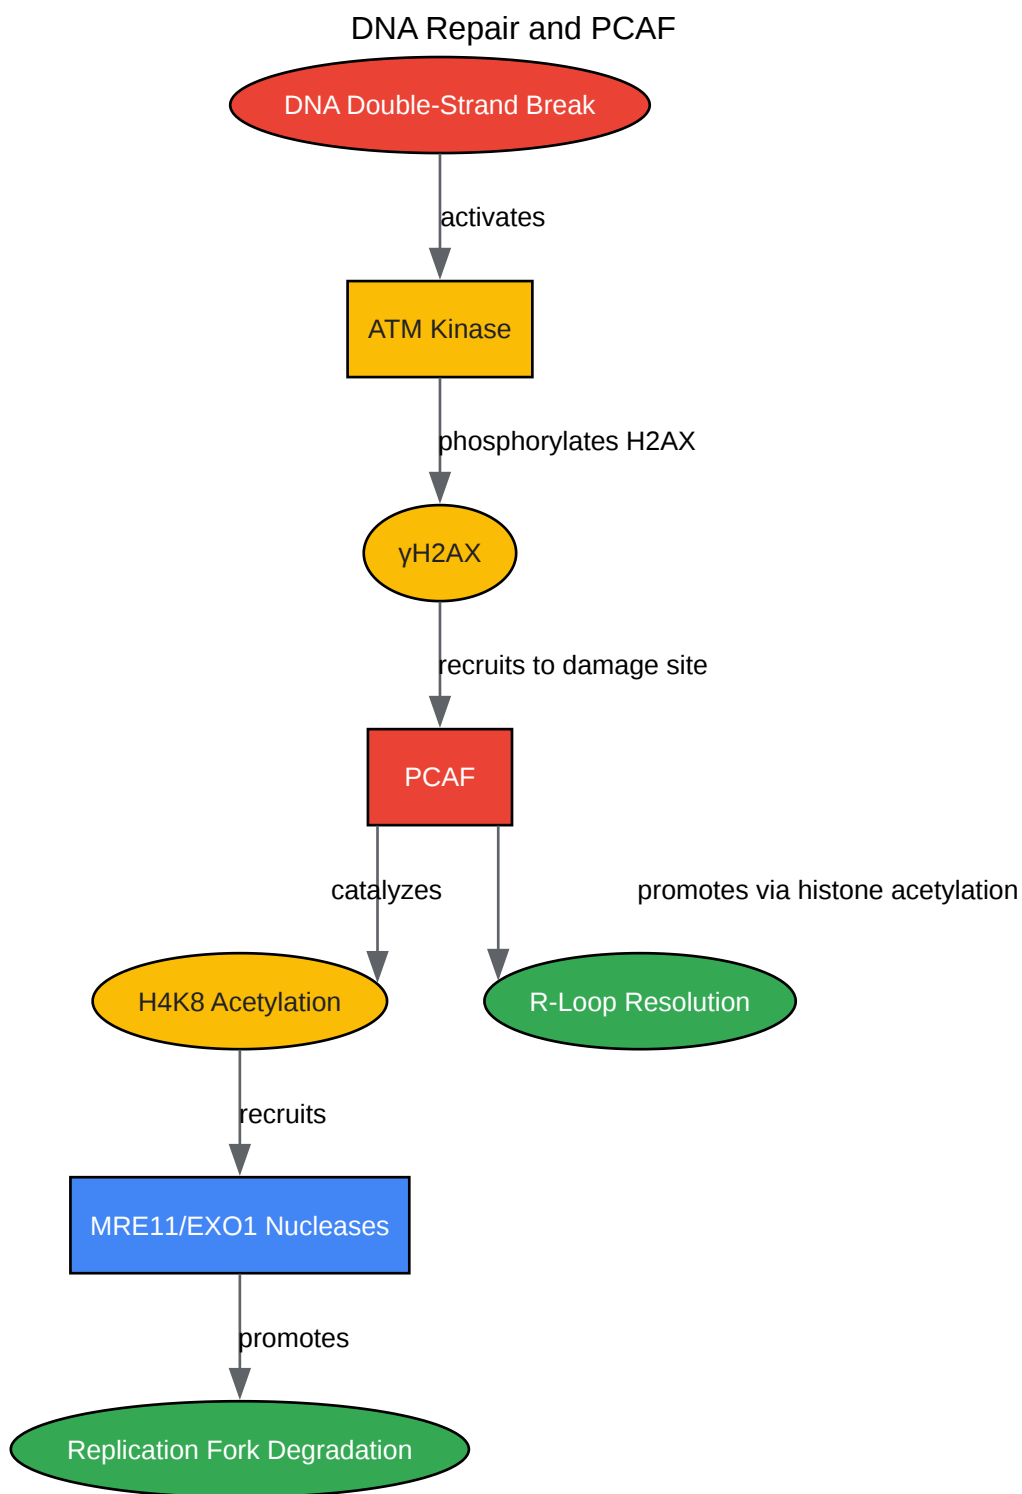 DNA Repair and PCAF
DNA Double-Strand Break
activates
ATM Kinase
phosphorylates H2AX
γH2AX
recruits to damage site
PCAF
catalyzes
promotes via histone acetylation
H4K8 Acetylation
R-Loop Resolution
recruits
MRE11/EXO1 Nucleases
promotes
Replication Fork Degradation